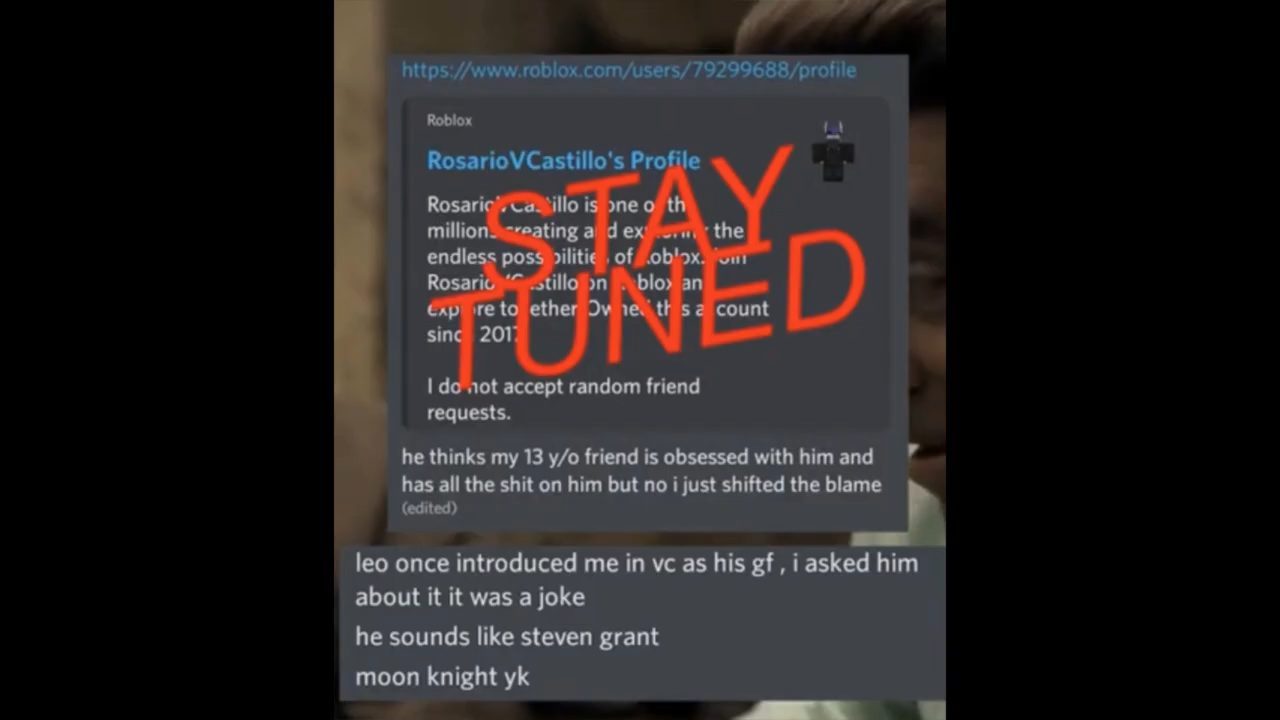 https://www.roblox.com/users/79299688/profile
Roblox
RosarioVCastillo's Profile
STAY
TUNED
RosarioVCastillo is one of the
millions creating and exploring the
endless possibilities of Roblox. Join
RosarioVCastillo on Roblox and
explore together!Owned this account
since 2017.
I do not accept random friend
requests.
he thinks my 13 y/o friend is obsessed with him and
has all the shit on him but no i just shifted the blame
(edited)
leo once introduced me in vc as his gf , i asked him
about it it was a joke
he sounds like steven grant
moon knight yk